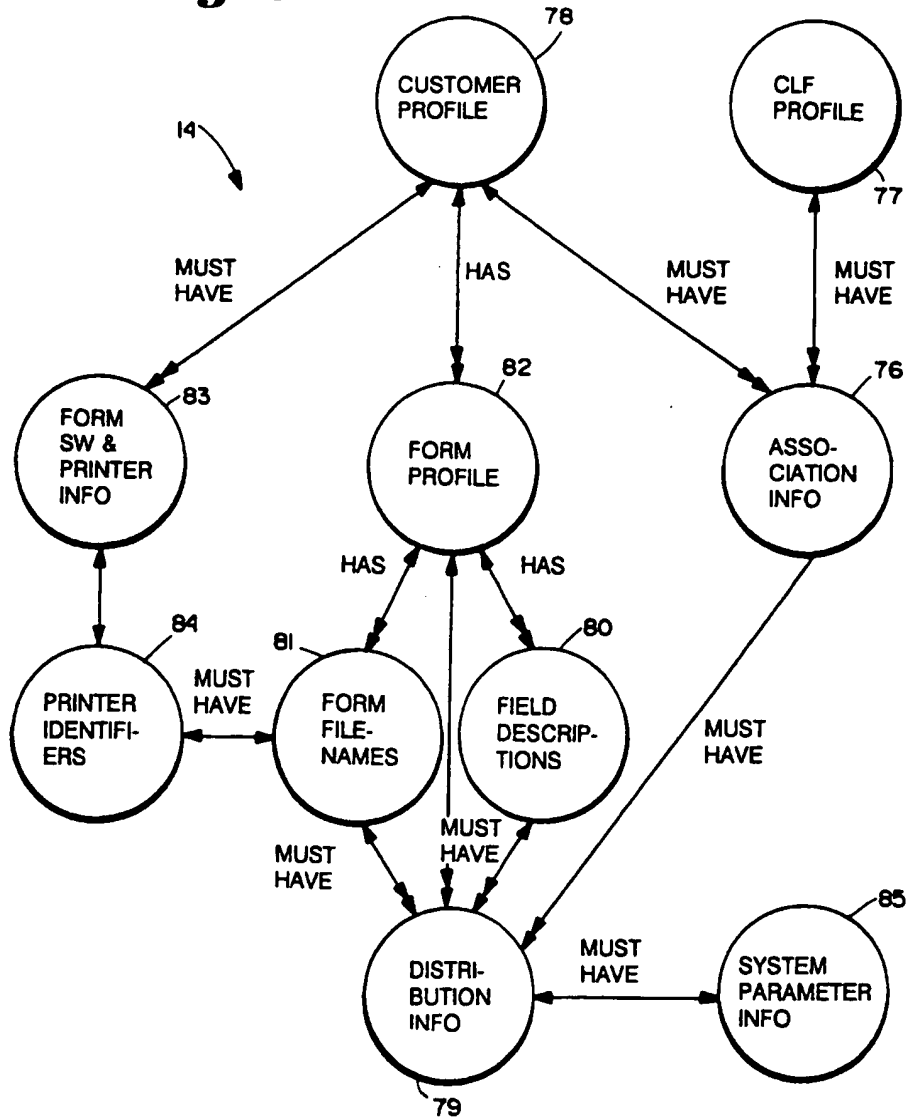 78
CUSTOMER
PROFILE
CLF
PROFILE
77
14
MUST
HAVE
HAS
MUST
HAVE
MUST
HAVE
83
FORM
SW &
PRINTER
INFO
82
FORM
PROFILE
76
ASSO-
CIATION
INFO
HAS
HAS
84
PRINTER
IDENTIFI-
ERS
MUST
HAVE
81
FORM
FILE-
NAMES
80
FIELD
DESCRIP-
TIONS
MUST
HAVE
MUST
HAVE
MUST
HAVE
DISTRI-
BUTION
INFO
79
MUST
HAVE
85
SYSTEM
PARAMETER
INFO